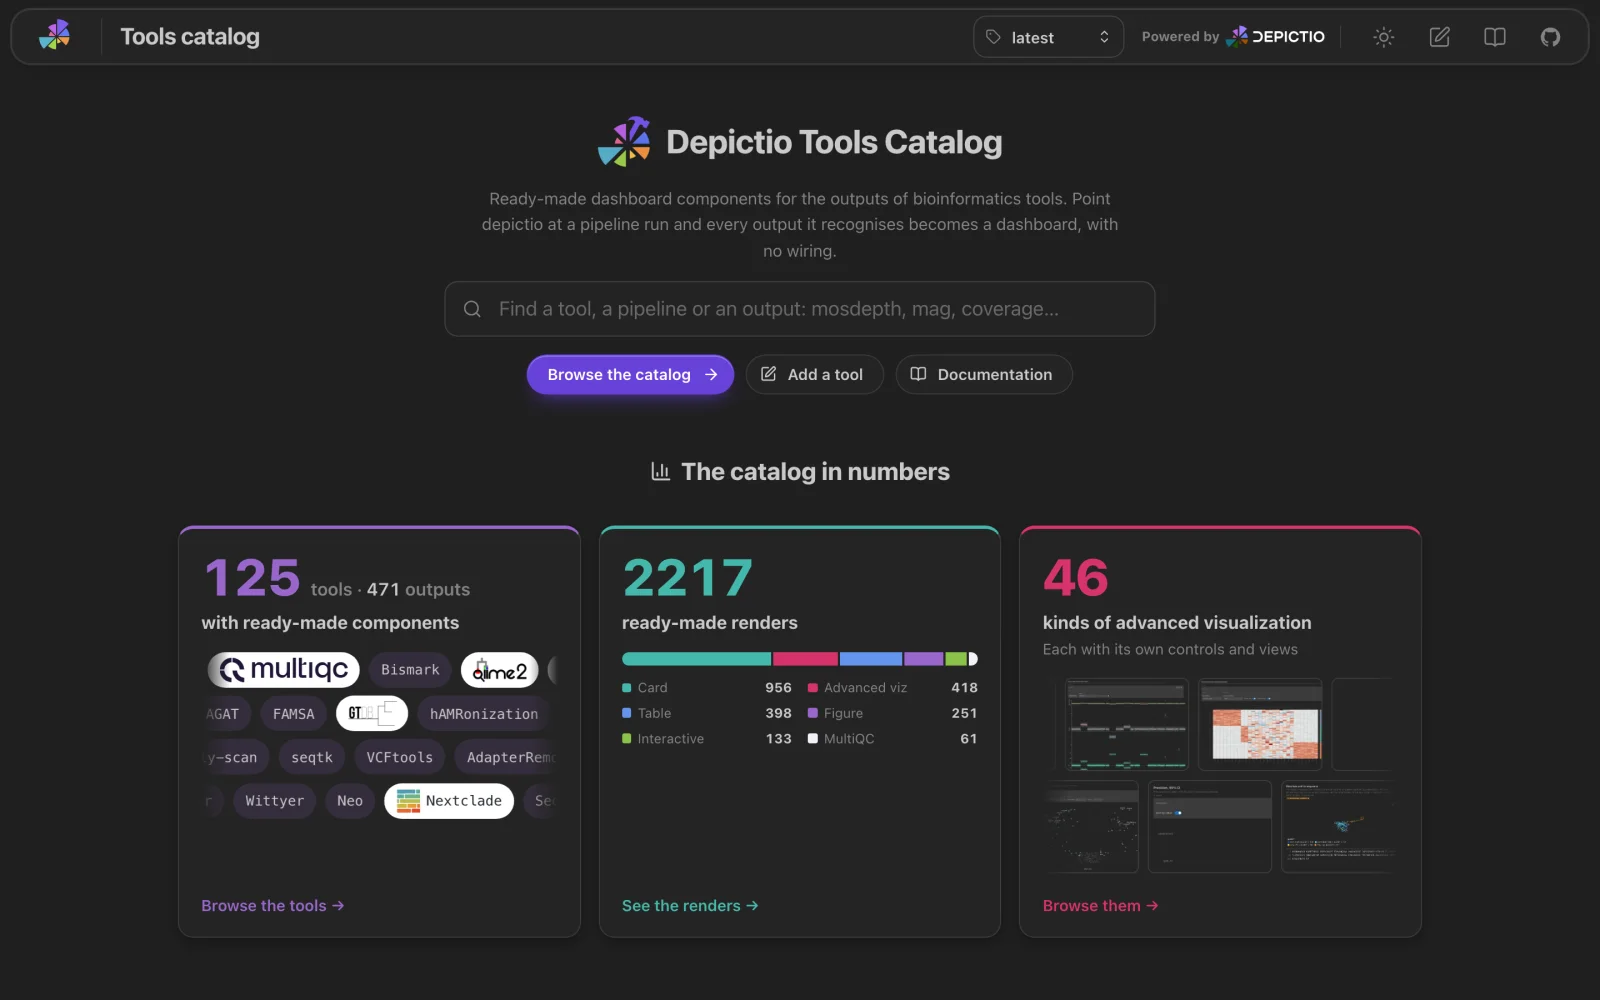 Tools catalog
latest
Powered by DEPICTIO
Depictio Tools Catalog
Ready-made dashboard components for the outputs of bioinformatics tools. Point
depictio at a pipeline run and every output it recognises becomes a dashboard, with
no wiring.
Find a tool, a pipeline or an output: mosdepth, mag, coverage...
Browse the catalog →
Add a tool
Documentation
The catalog in numbers
125 tools · 471 outputs
with ready-made components
multiqc Bismark qiime2
AGAT FAMSA GTDB hAMRonization
y-scan seqtk VCFtools AdapterRem
r Wittyer Neo Nextclade Se
Browse the tools →
2217
ready-made renders
Card 956 Advanced viz 418
Table 398 Figure 251
Interactive 133 MultiQC 61
See the renders →
46
kinds of advanced visualization
Each with its own controls and views
Browse them →